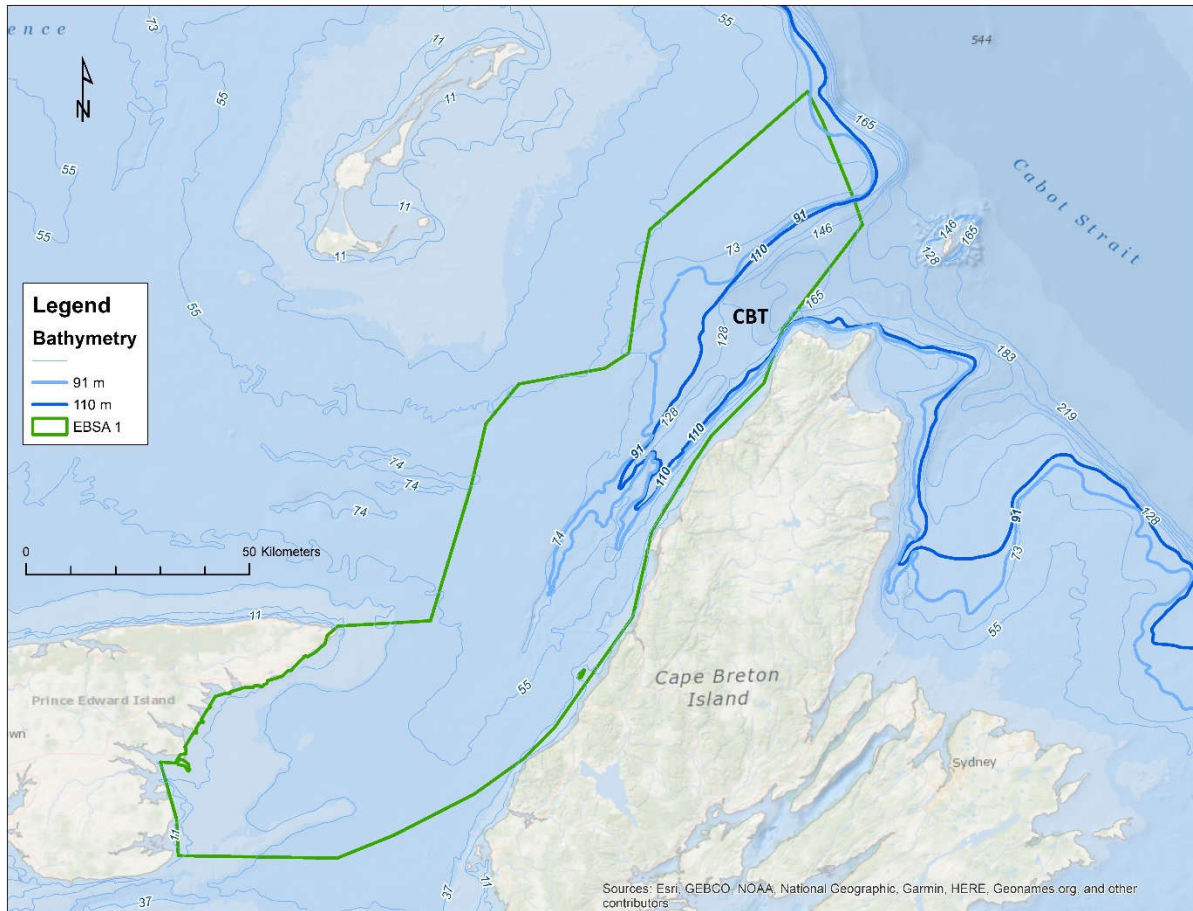 ence
73
11
55
544
55
11
165
Cabot Strait
55
11
55
91
73
146
146
165
110
128
N
11
55
Legend
Bathymetry
91 m
110 m
EBSA 1
165
CBT
128
183
128
219
74
91
110
110
74
74
128
91
74
73
0
50 Kilometers
11
55
Prince Edward Island
55
Cape Breton
Island
wn
Sydney
11
37
11
37
Sources: Esri, GEBCO, NOAA, National Geographic, Garmin, HERE, Geonames.org, and other
contributors